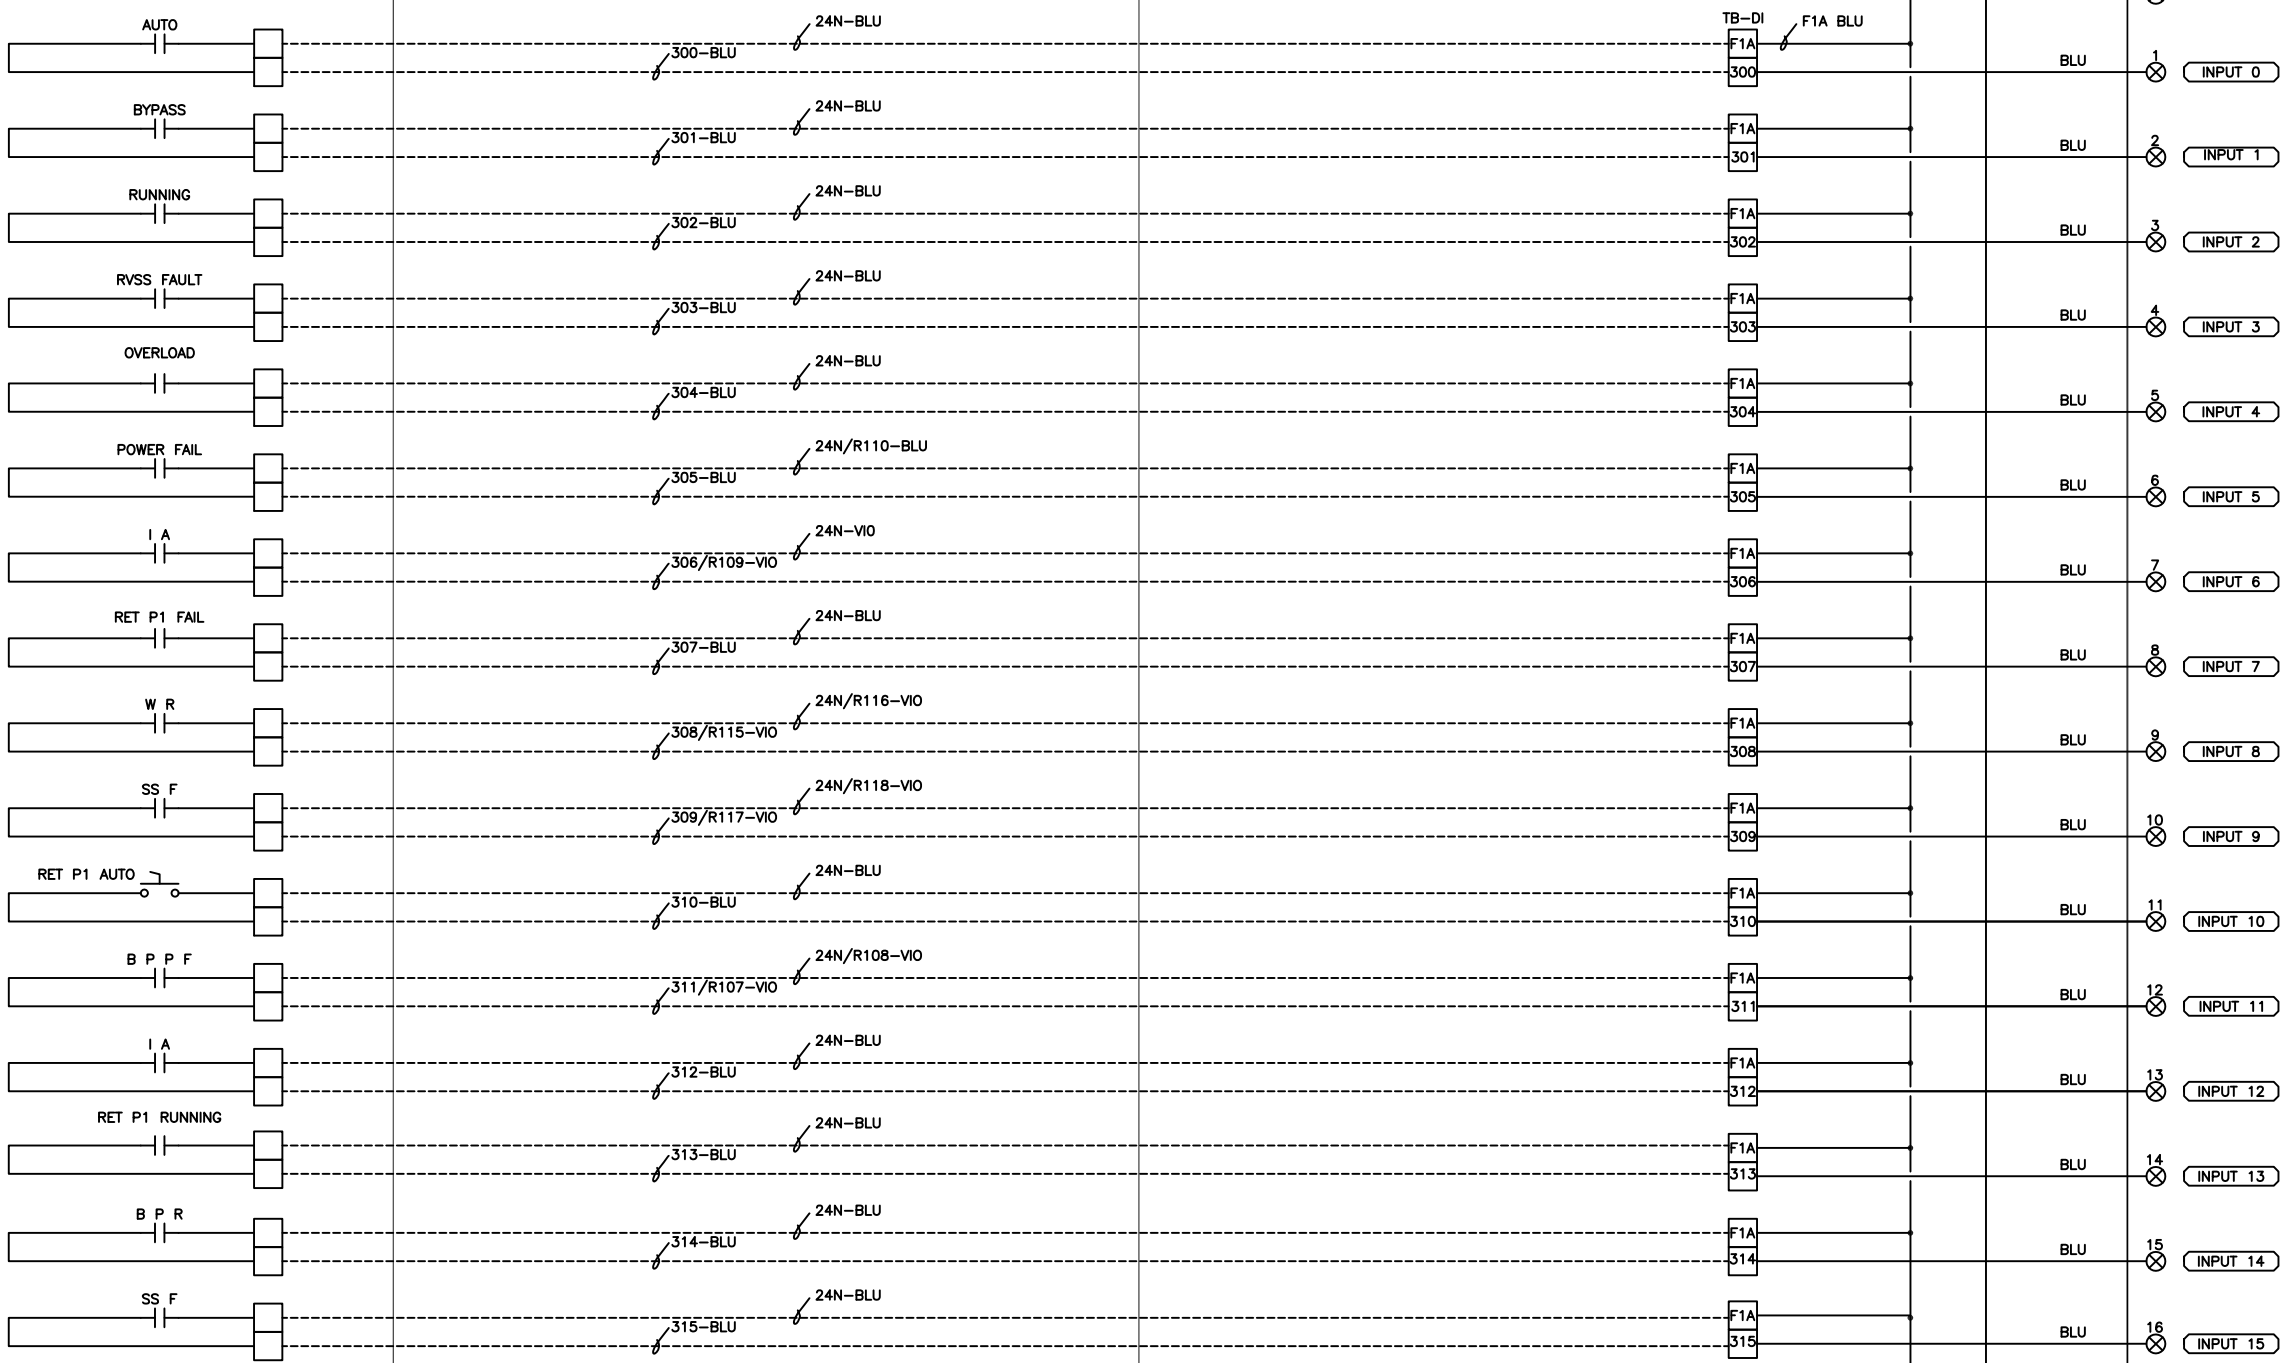 AUTO 24N-BLU TB-DI F1A BLU
F1A
300-BLU 300 BLU 1 INPUT 0
BYPASS 24N-BLU F1A
301-BLU 301 BLU 2 INPUT 1
RUNNING 24N-BLU F1A
302-BLU 302 BLU 3 INPUT 2
RVSS FAULT 24N-BLU F1A
303-BLU 303 BLU 4 INPUT 3
OVERLOAD 24N-BLU F1A
304-BLU 304 BLU 5 INPUT 4
POWER FAIL 24N/R110-BLU F1A
305-BLU 305 BLU 6 INPUT 5
I A 24N-VIO F1A
306/R109-VIO 306 BLU 7 INPUT 6
RET P1 FAIL 24N-BLU F1A
307-BLU 307 BLU 8 INPUT 7
W R 24N/R116-VIO F1A
308/R115-VIO 308 BLU 9 INPUT 8
SS F 24N/R118-VIO F1A
309/R117-VIO 309 BLU 10 INPUT 9
RET P1 AUTO 24N-BLU F1A
310-BLU 310 BLU 11 INPUT 10
B P P F 24N/R108-VIO F1A
311/R107-VIO 311 BLU 12 INPUT 11
I A 24N-BLU F1A
312-BLU 312 BLU 13 INPUT 12
RET P1 RUNNING 24N-BLU F1A
313-BLU 313 BLU 14 INPUT 13
B P R 24N-BLU F1A
314-BLU 314 BLU 15 INPUT 14
SS F 24N-BLU F1A
315-BLU 315 BLU 16 INPUT 15